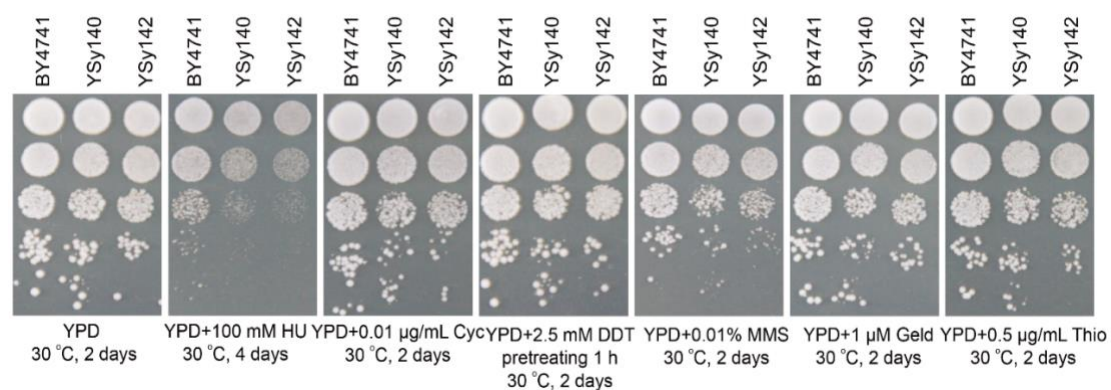 BY4741 YSy140 YSy142 BY4741 YSy140 YSy142 BY4741 YSy140 YSy142 BY4741 YSy140 YSy142 BY4741 YSy140 YSy142 BY4741 YSy140 YSy142 BY4741 YSy140 YSy142
YPD
30 °C, 2 days
YPD+100 mM HU
30 °C, 4 days
YPD+0.01 µg/mL Cyc
30 °C, 2 days
YPD+2.5 mM DDT
pretreating 1 h
30 °C, 2 days
YPD+0.01% MMS
30 °C, 2 days
YPD+1 µM Geld
30 °C, 2 days
YPD+0.5 µg/mL Thio
30 °C, 2 days